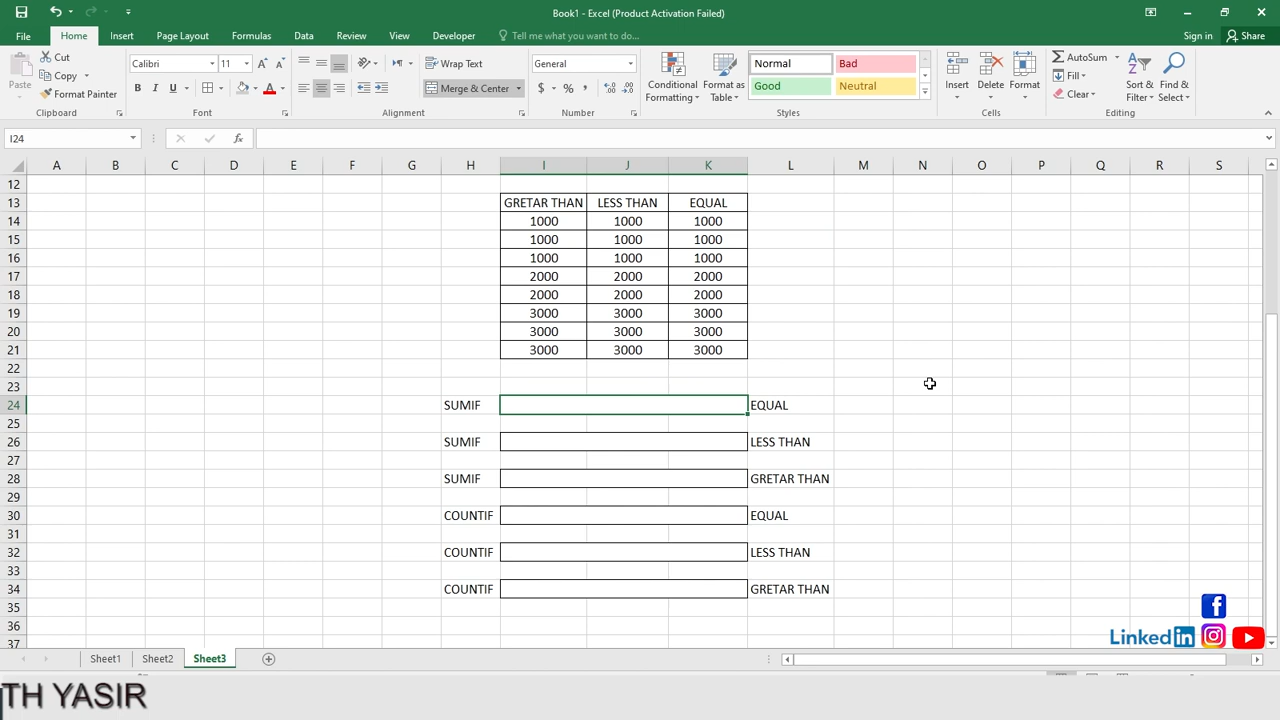 Book1 - Excel (Product Activation Failed)
File Home Insert Page Layout Formulas Data Review View Developer Tell me what you want to do... Sign in Share
Cut
Copy
Format Painter
Paste
Clipboard
Calibri 11
B I U A
Font
Wrap Text
Merge & Center
Alignment
General
$ % ,
Number
Conditional Formatting
Format as Table
Normal Bad
Good Neutral
Styles
Insert Delete Format
Cells
AutoSum
Fill
Clear
Sort & Filter
Find & Select
Editing
I24 fx
A B C D E F G H I J K L M N O P Q R S
12
13 GRETAR THAN LESS THAN EQUAL
14 1000 1000 1000
15 1000 1000 1000
16 1000 1000 1000
17 2000 2000 2000
18 2000 2000 2000
19 3000 3000 3000
20 3000 3000 3000
21 3000 3000 3000
22
23
24 SUMIF EQUAL
25
26 SUMIF LESS THAN
27
28 SUMIF GRETAR THAN
29
30 COUNTIF EQUAL
31
32 COUNTIF LESS THAN
33
34 COUNTIF GRETAR THAN
35
36
37
Linked in
Sheet1 Sheet2 Sheet3
TH YASIR